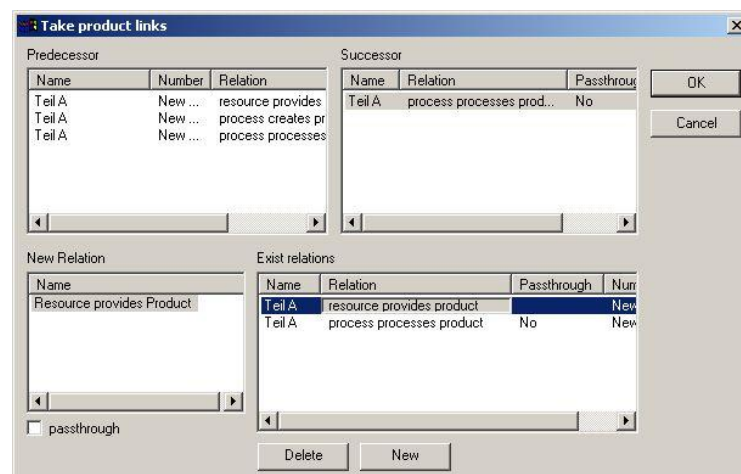 Take product links
Predecessor
Name Number Relation
Teil A New ... resource provides
Teil A New ... process creates pr
Teil A New ... process processes
Successor
Name Relation Passthroug
Teil A process processes prod... No
OK
Cancel
New Relation
Name
Resource provides Product
passthrough
Exist relations
Name Relation Passthrough Num
Teil A resource provides product New
Teil A process processes product No New
Delete New